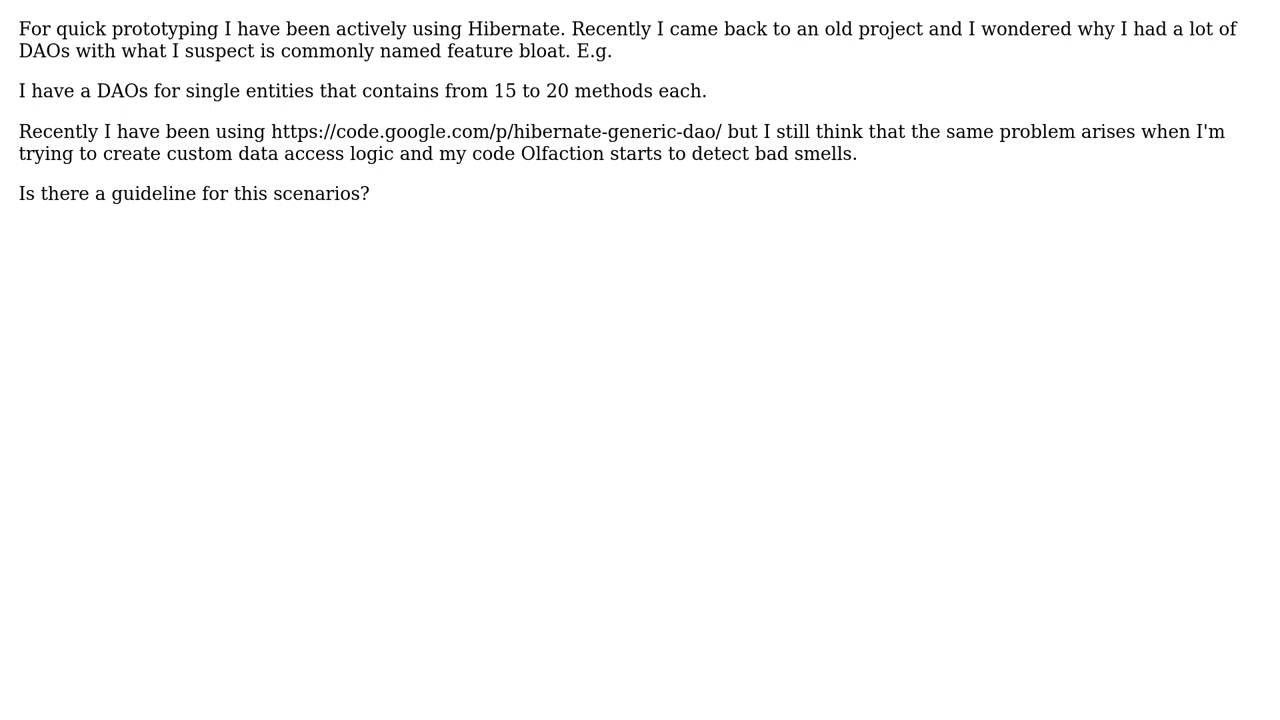 For quick prototyping I have been actively using Hibernate. Recently I came back to an old project and I wondered why I had a lot of
DAOs with what I suspect is commonly named feature bloat. E.g.
I have a DAOs for single entities that contains from 15 to 20 methods each.
Recently I have been using https://code.google.com/p/hibernate-generic-dao/ but I still think that the same problem arises when I'm
trying to create custom data access logic and my code Olfaction starts to detect bad smells.
Is there a guideline for this scenarios?